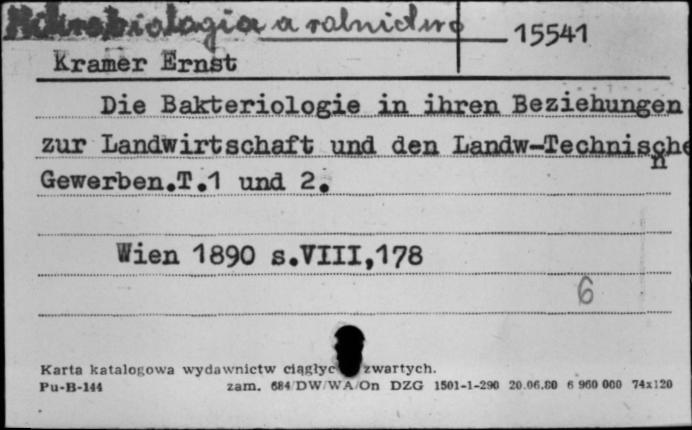 Mikrobiologia a rolnictwo
15541
Kramer Ernst
Die Bakteriologie in ihren Beziehungen
zur Landwirtschaft und den Landw-Technische
n
Gewerben.T.1 und 2.
Wien 1890 s.VIII,178
6
Karta katalogowa wydawnictw ciągłyc zwartych.
Pu-B-144 zam. 684/DW/WA/On DZG 1501-1-290 20.06.80 6 960 000 74x120